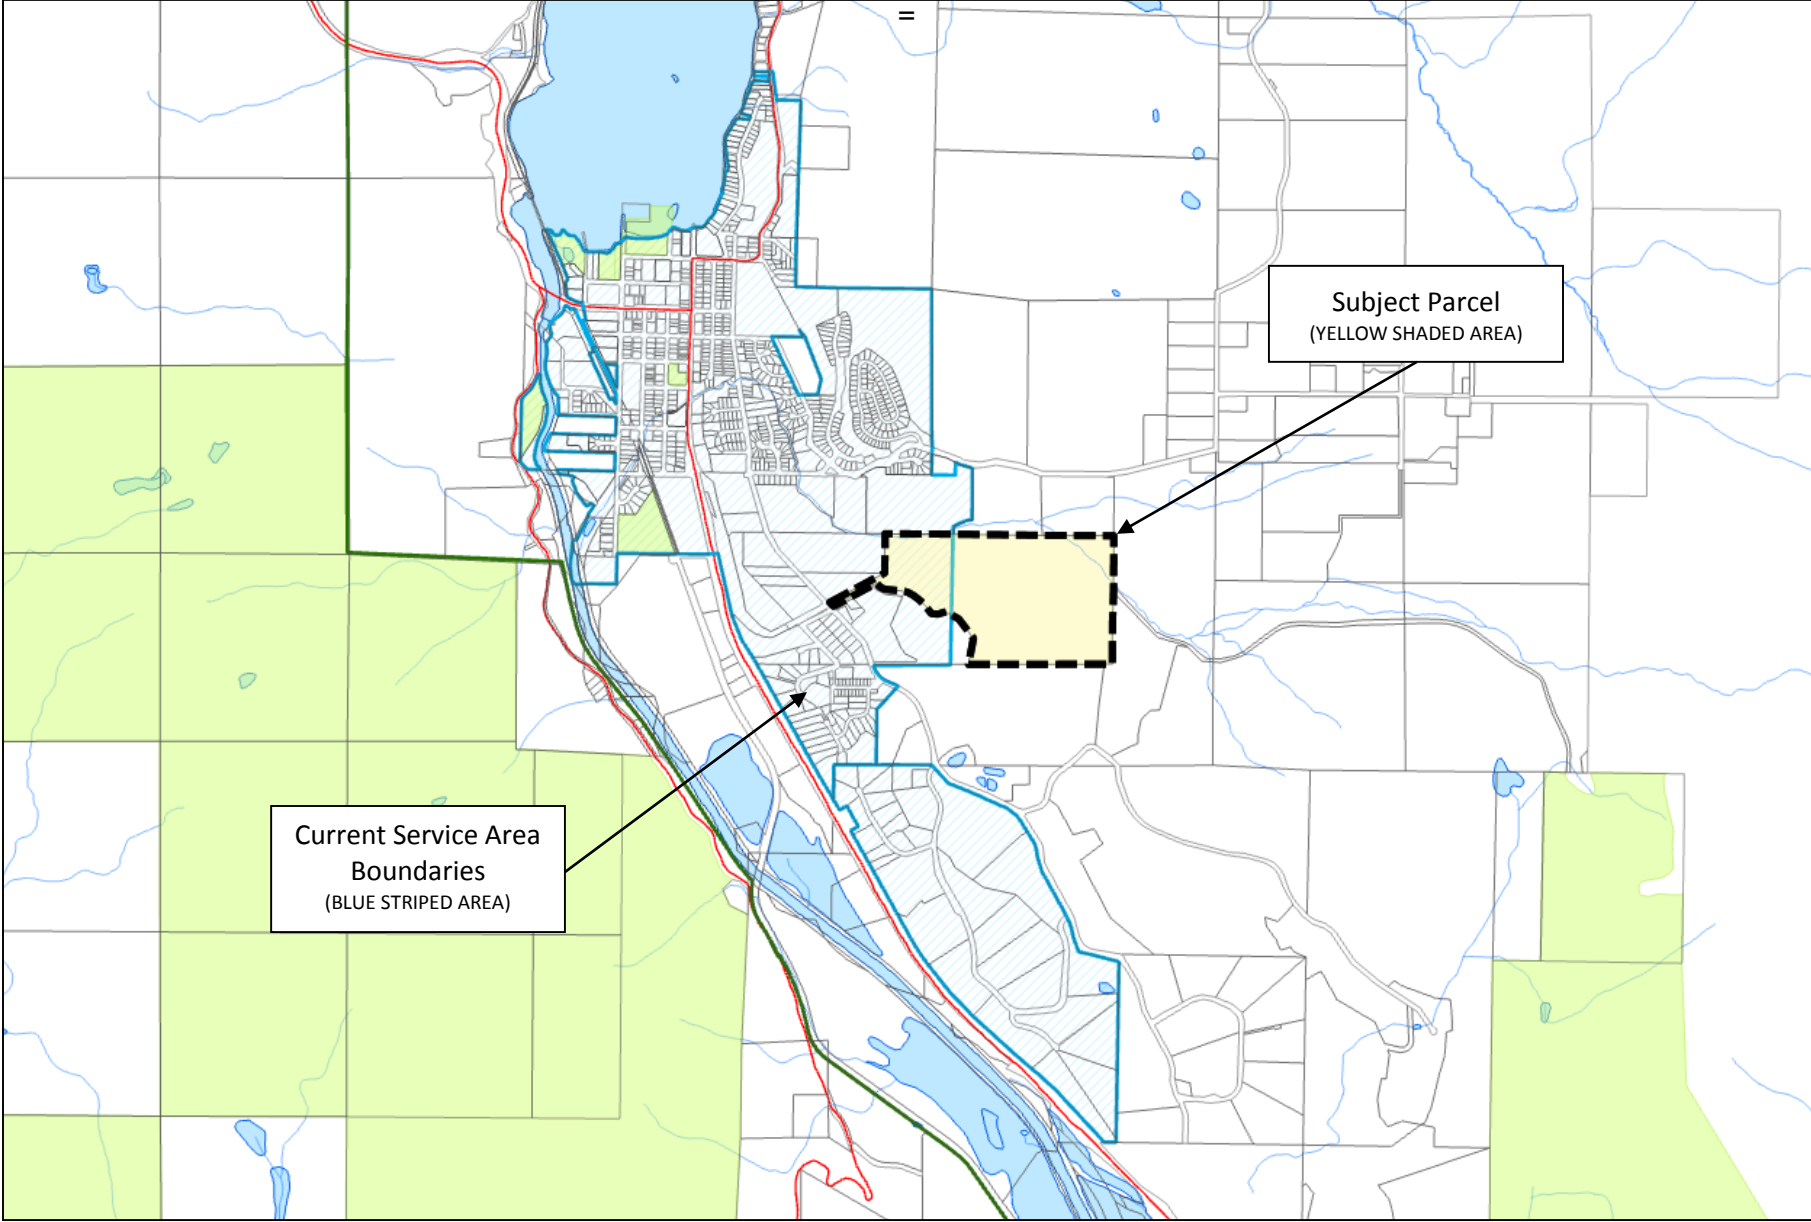 =
Subject Parcel
(YELLOW SHADED AREA)
Current Service Area
Boundaries
(BLUE STRIPED AREA)